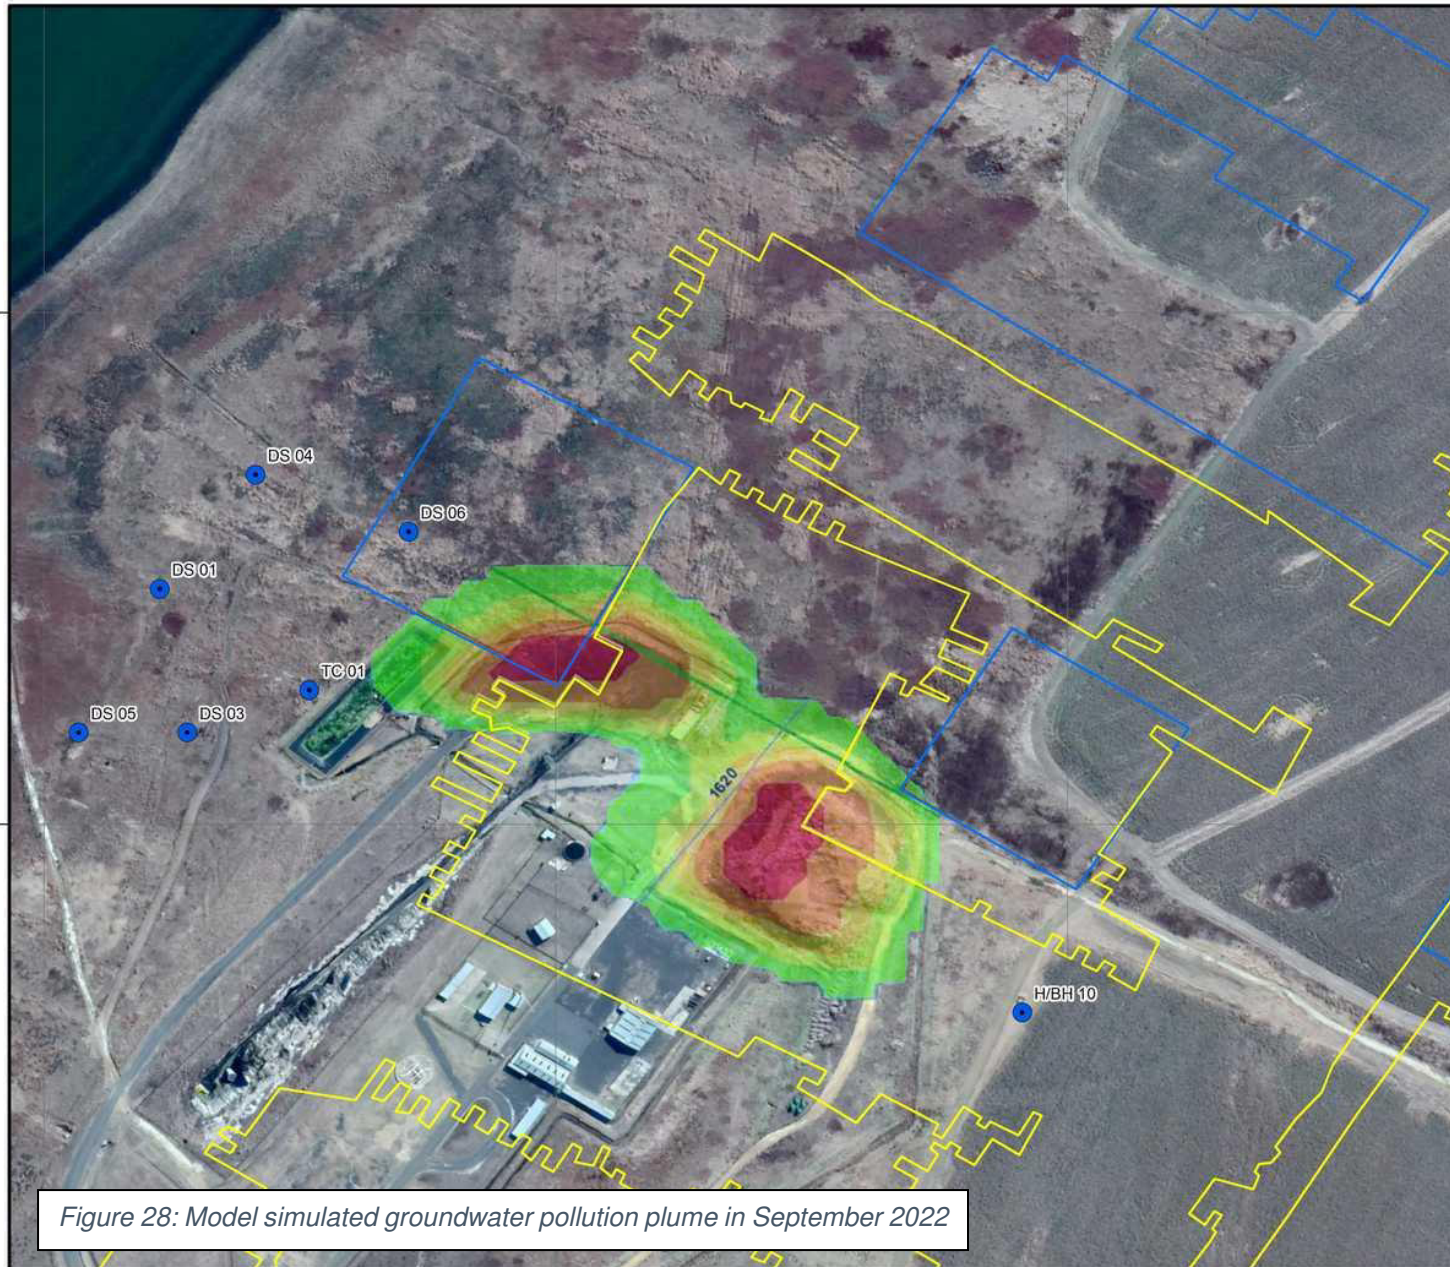 DS 04
DS 06
DS 01
TC 01
DS 05
DS 03
1620
H/BH 10
Figure 28: Model simulated groundwater pollution plume in September 2022